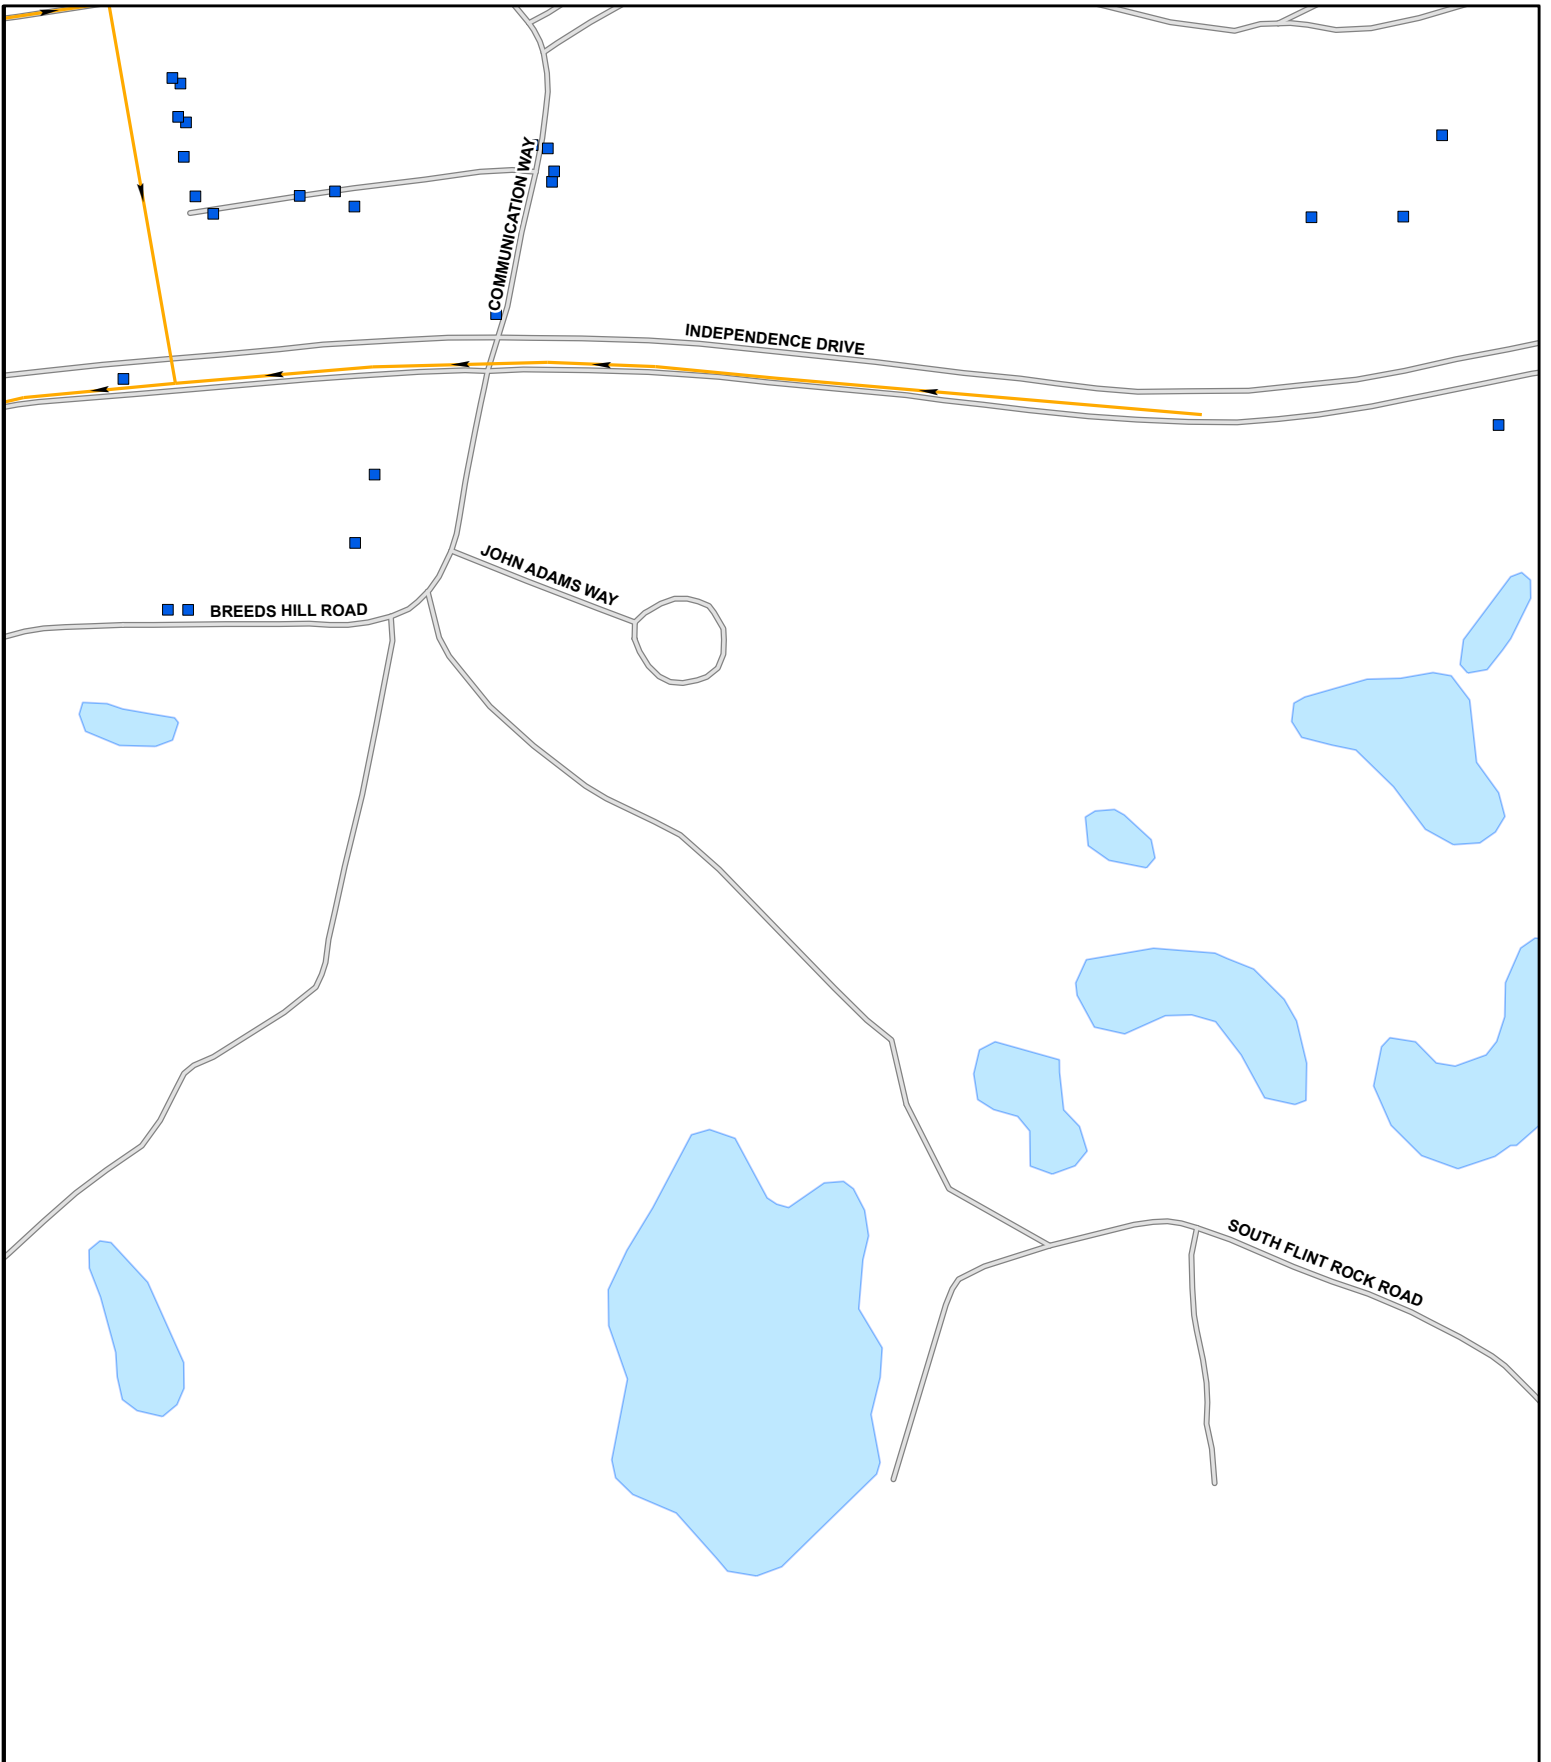 COMMUNICATION WAY
INDEPENDENCE DRIVE
JOHN ADAMS WAY
BREEDS HILL ROAD
SOUTH FLINT ROCK ROAD